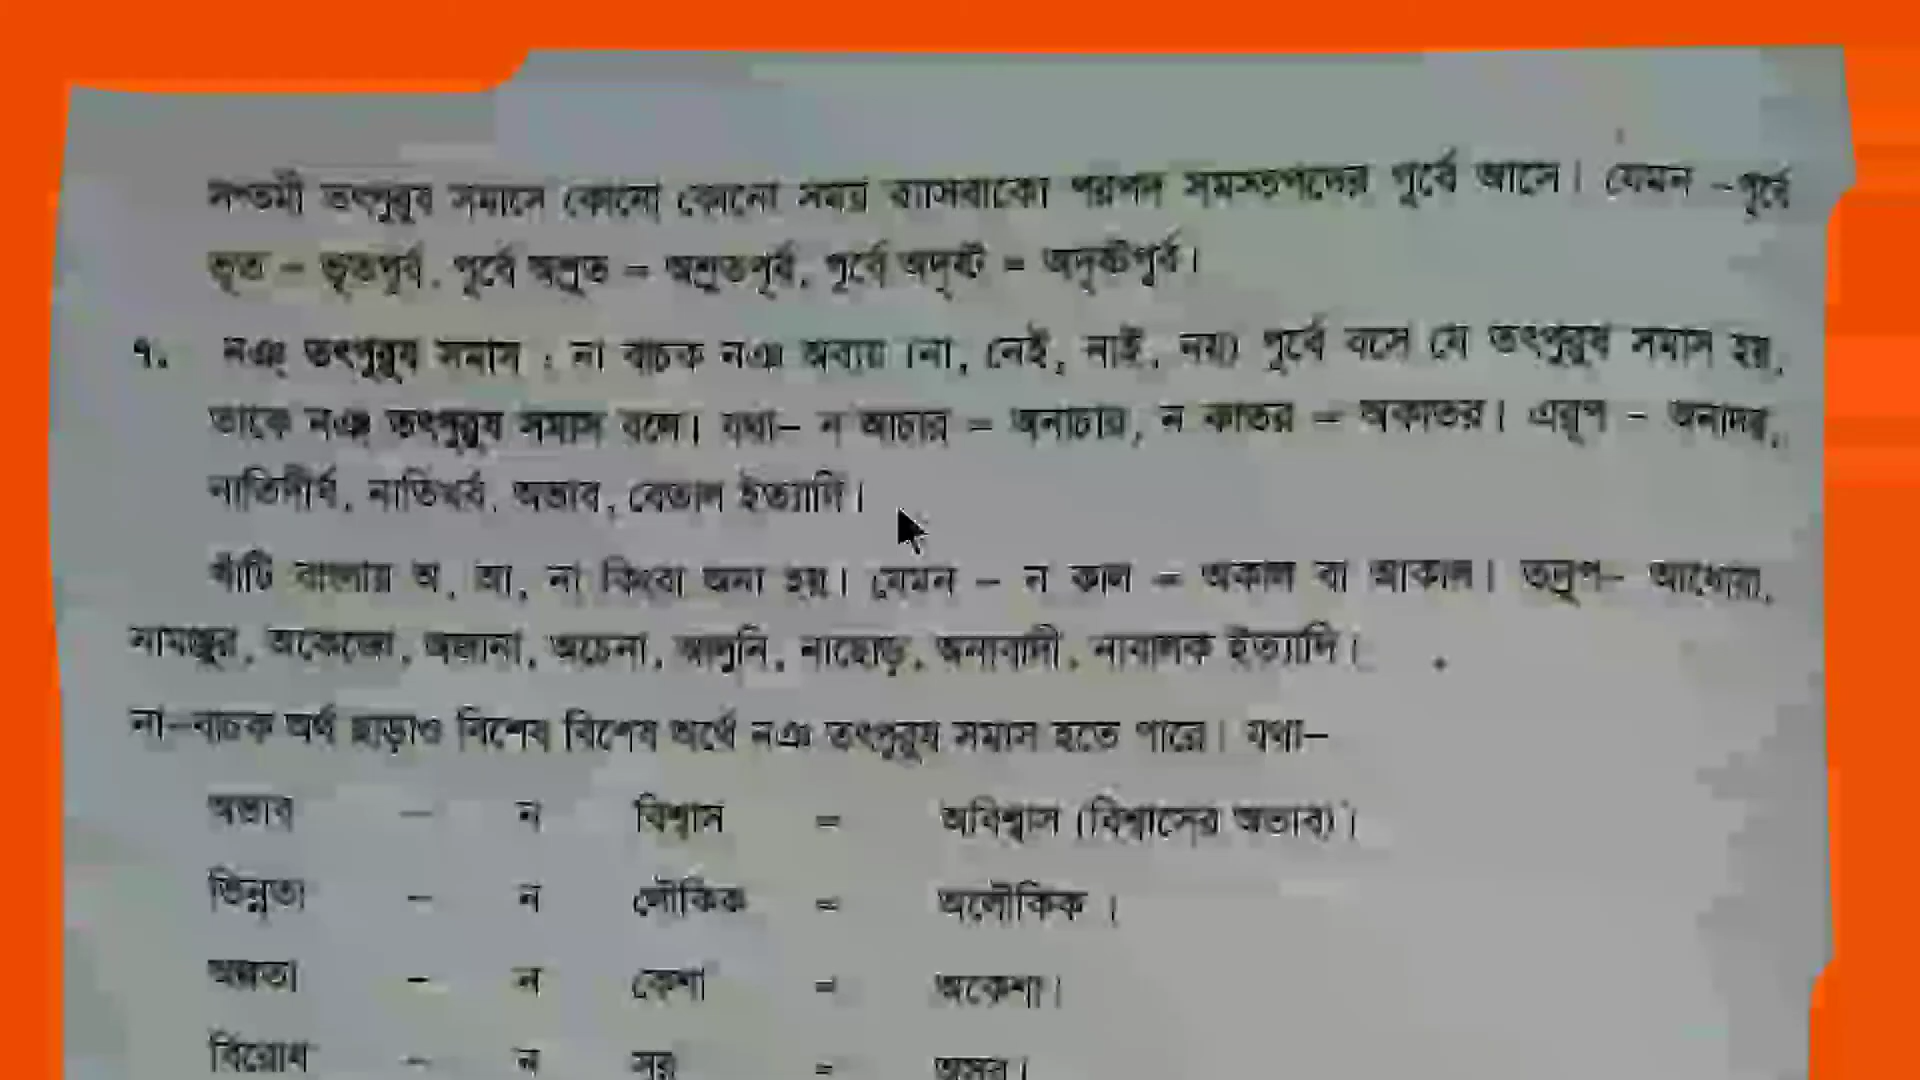 সপ্তমী তৎপুরুষ সমাসে কোনো কোনো সময় ব্যাসবাক্যে পরপদ সমস্তপদের পূর্বে আসে। যেমন –পূর্বে
ভূত – ভূতপূর্ব, পূর্বে অশ্রুত – অশ্রুতপূর্ব, পূর্বে অদৃষ্ট = অদৃষ্টপূর্ব।
৭. নঞ্ তৎপুরুষ সমাস : না বাচক নঞ অব্যয় (না, নেই, নাই, নয়) পূর্বে বসে যে তৎপুরুষ সমাস হয়,
তাকে নঞ্ তৎপুরুষ সমাস বলে। যথা– ন আচার – অনাচার, ন কাতর – অকাতর। এরূপ – অনাদর,
নাতিদীর্ঘ, নাতিখর্ব, অভাব, বেতাল ইত্যাদি।
খাঁটি বাংলায় অ, আ, না কিংবা অনা হয়। যেমন – ন কাল = অকাল বা আকাল। তদ্রূপ– আধোয়া,
নামঞ্জুর, অকেজো, অজানা, অচেনা, আলুনি, নাছোড়, অনাবাদী, নাবালক ইত্যাদি।
না–বাচক অর্থ ছাড়াও বিশেষ বিশেষ অর্থে নঞ তৎপুরুষ সমাস হতে পারে। যথা–
অভাব – ন বিশ্বাস = অবিশ্বাস (বিশ্বাসের অভাব)।
ভিন্নতা – ন লৌকিক = অলৌকিক ।
অল্পতা – ন কেশা = অকেশা।
বিরোধ – ন সুর = অসুর।